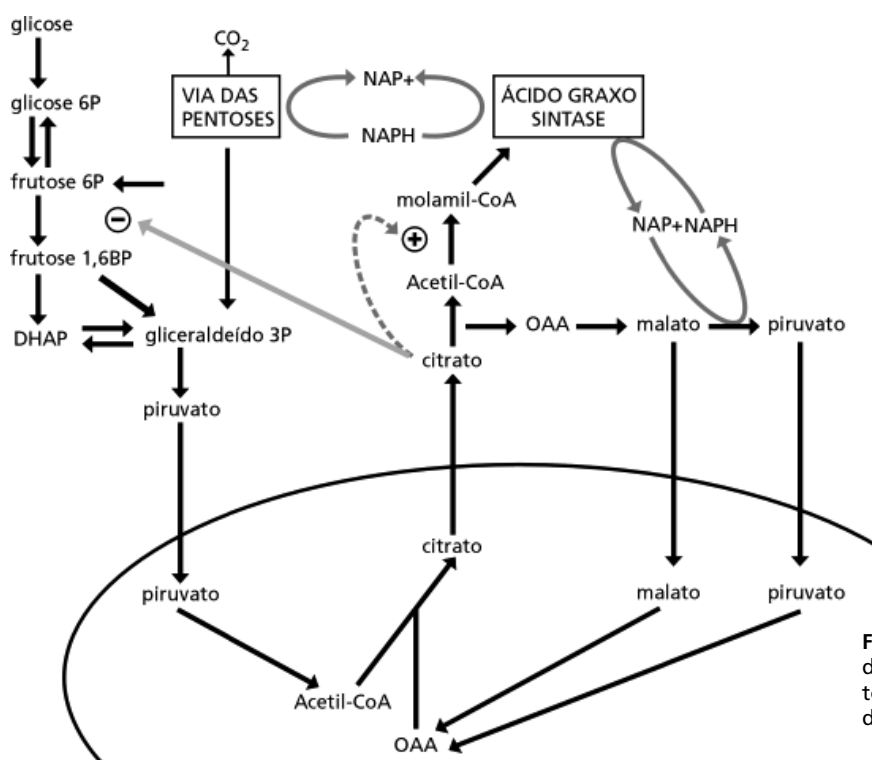 glicose
CO2
VIA DAS
PENTOSES
NAP+
NAPH
ÁCIDO GRAXO
SINTASE
glicose 6P
frutose 6P
molamil-CoA
NAP+NAPH
−
+
frutose 1,6BP
Acetil-CoA
DHAP
gliceraldeído 3P
OAA
malato
piruvato
citrato
piruvato
citrato
piruvato
malato
piruvato
Acetil-CoA
OAA
F
d
d